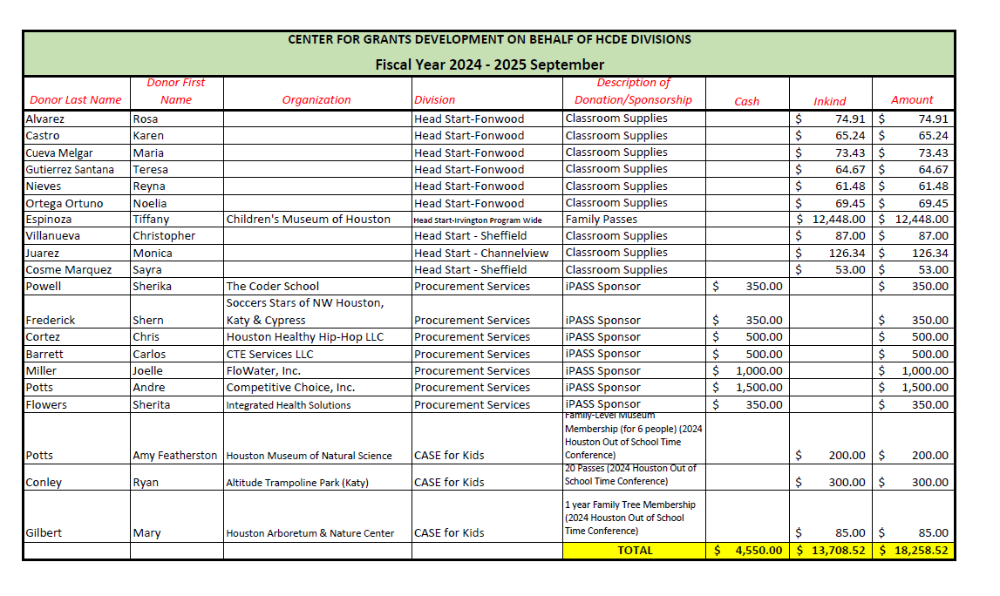 CENTER FOR GRANTS DEVELOPMENT ON BEHALF OF HCDE DIVISIONS
Fiscal Year 2024 - 2025 September
Donor Last Name Donor First Name Organization Division Description of Donation/Sponsorship Cash Inkind Amount
Alvarez Rosa Head Start-Fonwood Classroom Supplies $ 74.91 $ 74.91
Castro Karen Head Start-Fonwood Classroom Supplies $ 65.24 $ 65.24
Cueva Melgar Maria Head Start-Fonwood Classroom Supplies $ 73.43 $ 73.43
Gutierrez Santana Teresa Head Start-Fonwood Classroom Supplies $ 64.67 $ 64.67
Nieves Reyna Head Start-Fonwood Classroom Supplies $ 61.48 $ 61.48
Ortega Ortuno Noelia Head Start-Fonwood Classroom Supplies $ 69.45 $ 69.45
Espinoza Tiffany Children's Museum of Houston Head Start-Irvington Program Wide Family Passes $ 12,448.00 $ 12,448.00
Villanueva Christopher Head Start - Sheffield Classroom Supplies $ 87.00 $ 87.00
Juarez Monica Head Start - Channelview Classroom Supplies $ 126.34 $ 126.34
Cosme Marquez Sayra Head Start - Sheffield Classroom Supplies $ 53.00 $ 53.00
Powell Sherika The Coder School Procurement Services iPASS Sponsor $ 350.00 $ 350.00
Frederick Shern Soccers Stars of NW Houston, Katy & Cypress Procurement Services iPASS Sponsor $ 350.00 $ 350.00
Cortez Chris Houston Healthy Hip-Hop LLC Procurement Services iPASS Sponsor $ 500.00 $ 500.00
Barrett Carlos CTE Services LLC Procurement Services iPASS Sponsor $ 500.00 $ 500.00
Miller Joelle FloWater, Inc. Procurement Services iPASS Sponsor $ 1,000.00 $ 1,000.00
Potts Andre Competitive Choice, Inc. Procurement Services iPASS Sponsor $ 1,500.00 $ 1,500.00
Flowers Sherita Integrated Health Solutions Procurement Services iPASS Sponsor $ 350.00 $ 350.00
Potts Amy Featherston Houston Museum of Natural Science CASE for Kids Family-Level Museum Membership (for 6 people) (2024 Houston Out of School Time Conference) $ 200.00 $ 200.00
Conley Ryan Altitude Trampoline Park (Katy) CASE for Kids 20 Passes (2024 Houston Out of School Time Conference) $ 300.00 $ 300.00
Gilbert Mary Houston Arboretum & Nature Center CASE for Kids 1 year Family Tree Membership (2024 Houston Out of School Time Conference) $ 85.00 $ 85.00
TOTAL $ 4,550.00 $ 13,708.52 $ 18,258.52